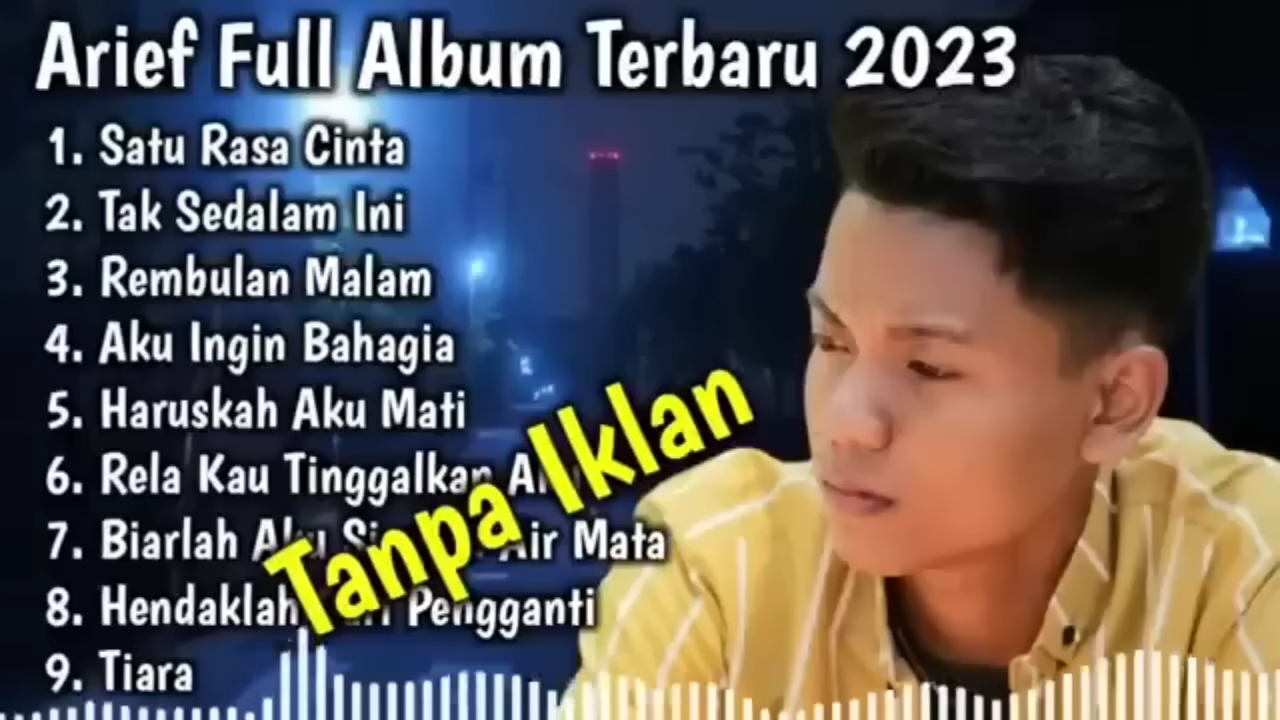 Arief Full Album Terbaru 2023
1. Satu Rasa Cinta
2. Tak Sedalam Ini
3. Rembulan Malam
4. Aku Ingin Bahagia
5. Haruskah Aku Mati
6. Rela Kau Tinggalkan
7. Biarlah Aku Air Mata
8. Hendaklah Pengganti
9. Tiara
Tanpa Iklan